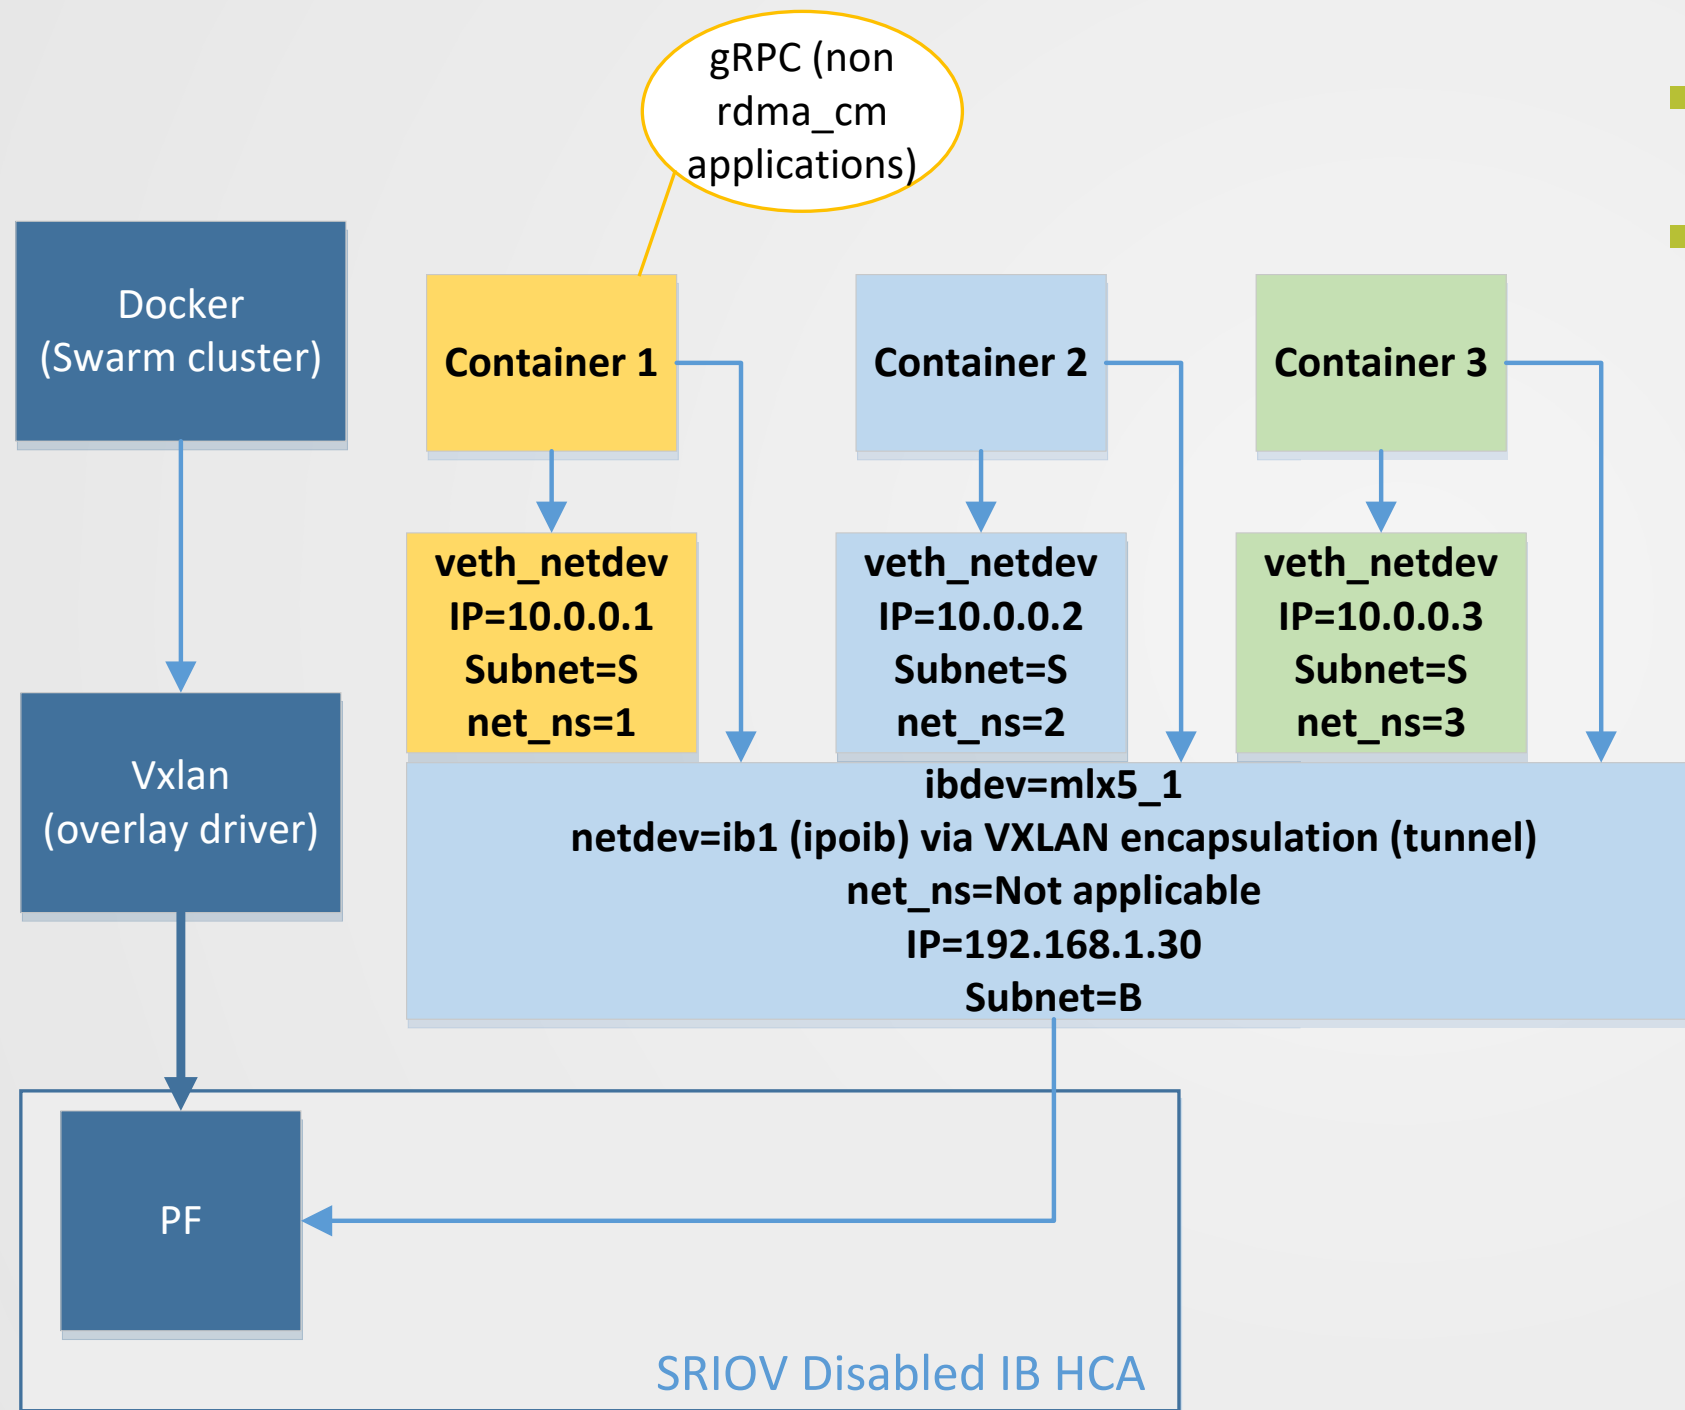 gRPC (non
rdma_cm
applications)
Docker
(Swarm cluster)
Container 1
Container 2
Container 3
veth_netdev
IP=10.0.0.1
Subnet=S
net_ns=1
veth_netdev
IP=10.0.0.2
Subnet=S
net_ns=2
veth_netdev
IP=10.0.0.3
Subnet=S
net_ns=3
Vxlan
(overlay driver)
ibdev=mlx5_1
netdev=ib1 (ipoib) via VXLAN encapsulation (tunnel)
net_ns=Not applicable
IP=192.168.1.30
Subnet=B
PF
SRIOV Disabled IB HCA